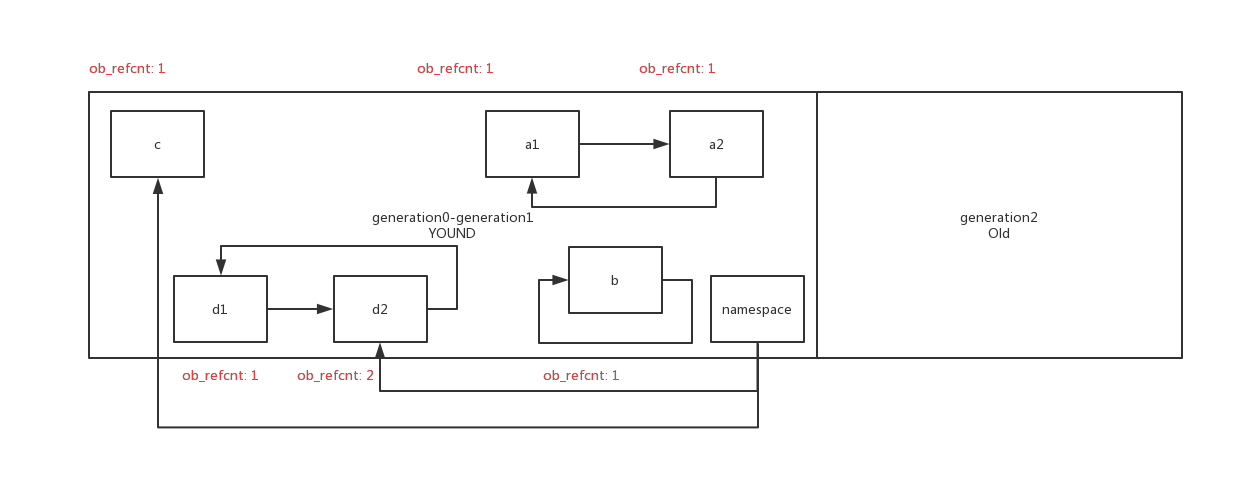 ob_refcnt: 1
ob_refcnt: 1
ob_refcnt: 1
c
a1
a2
generation0-generation1
YOUND
generation2
Old
b
d1
d2
namespace
ob_refcnt: 1
ob_refcnt: 2
ob_refcnt: 1